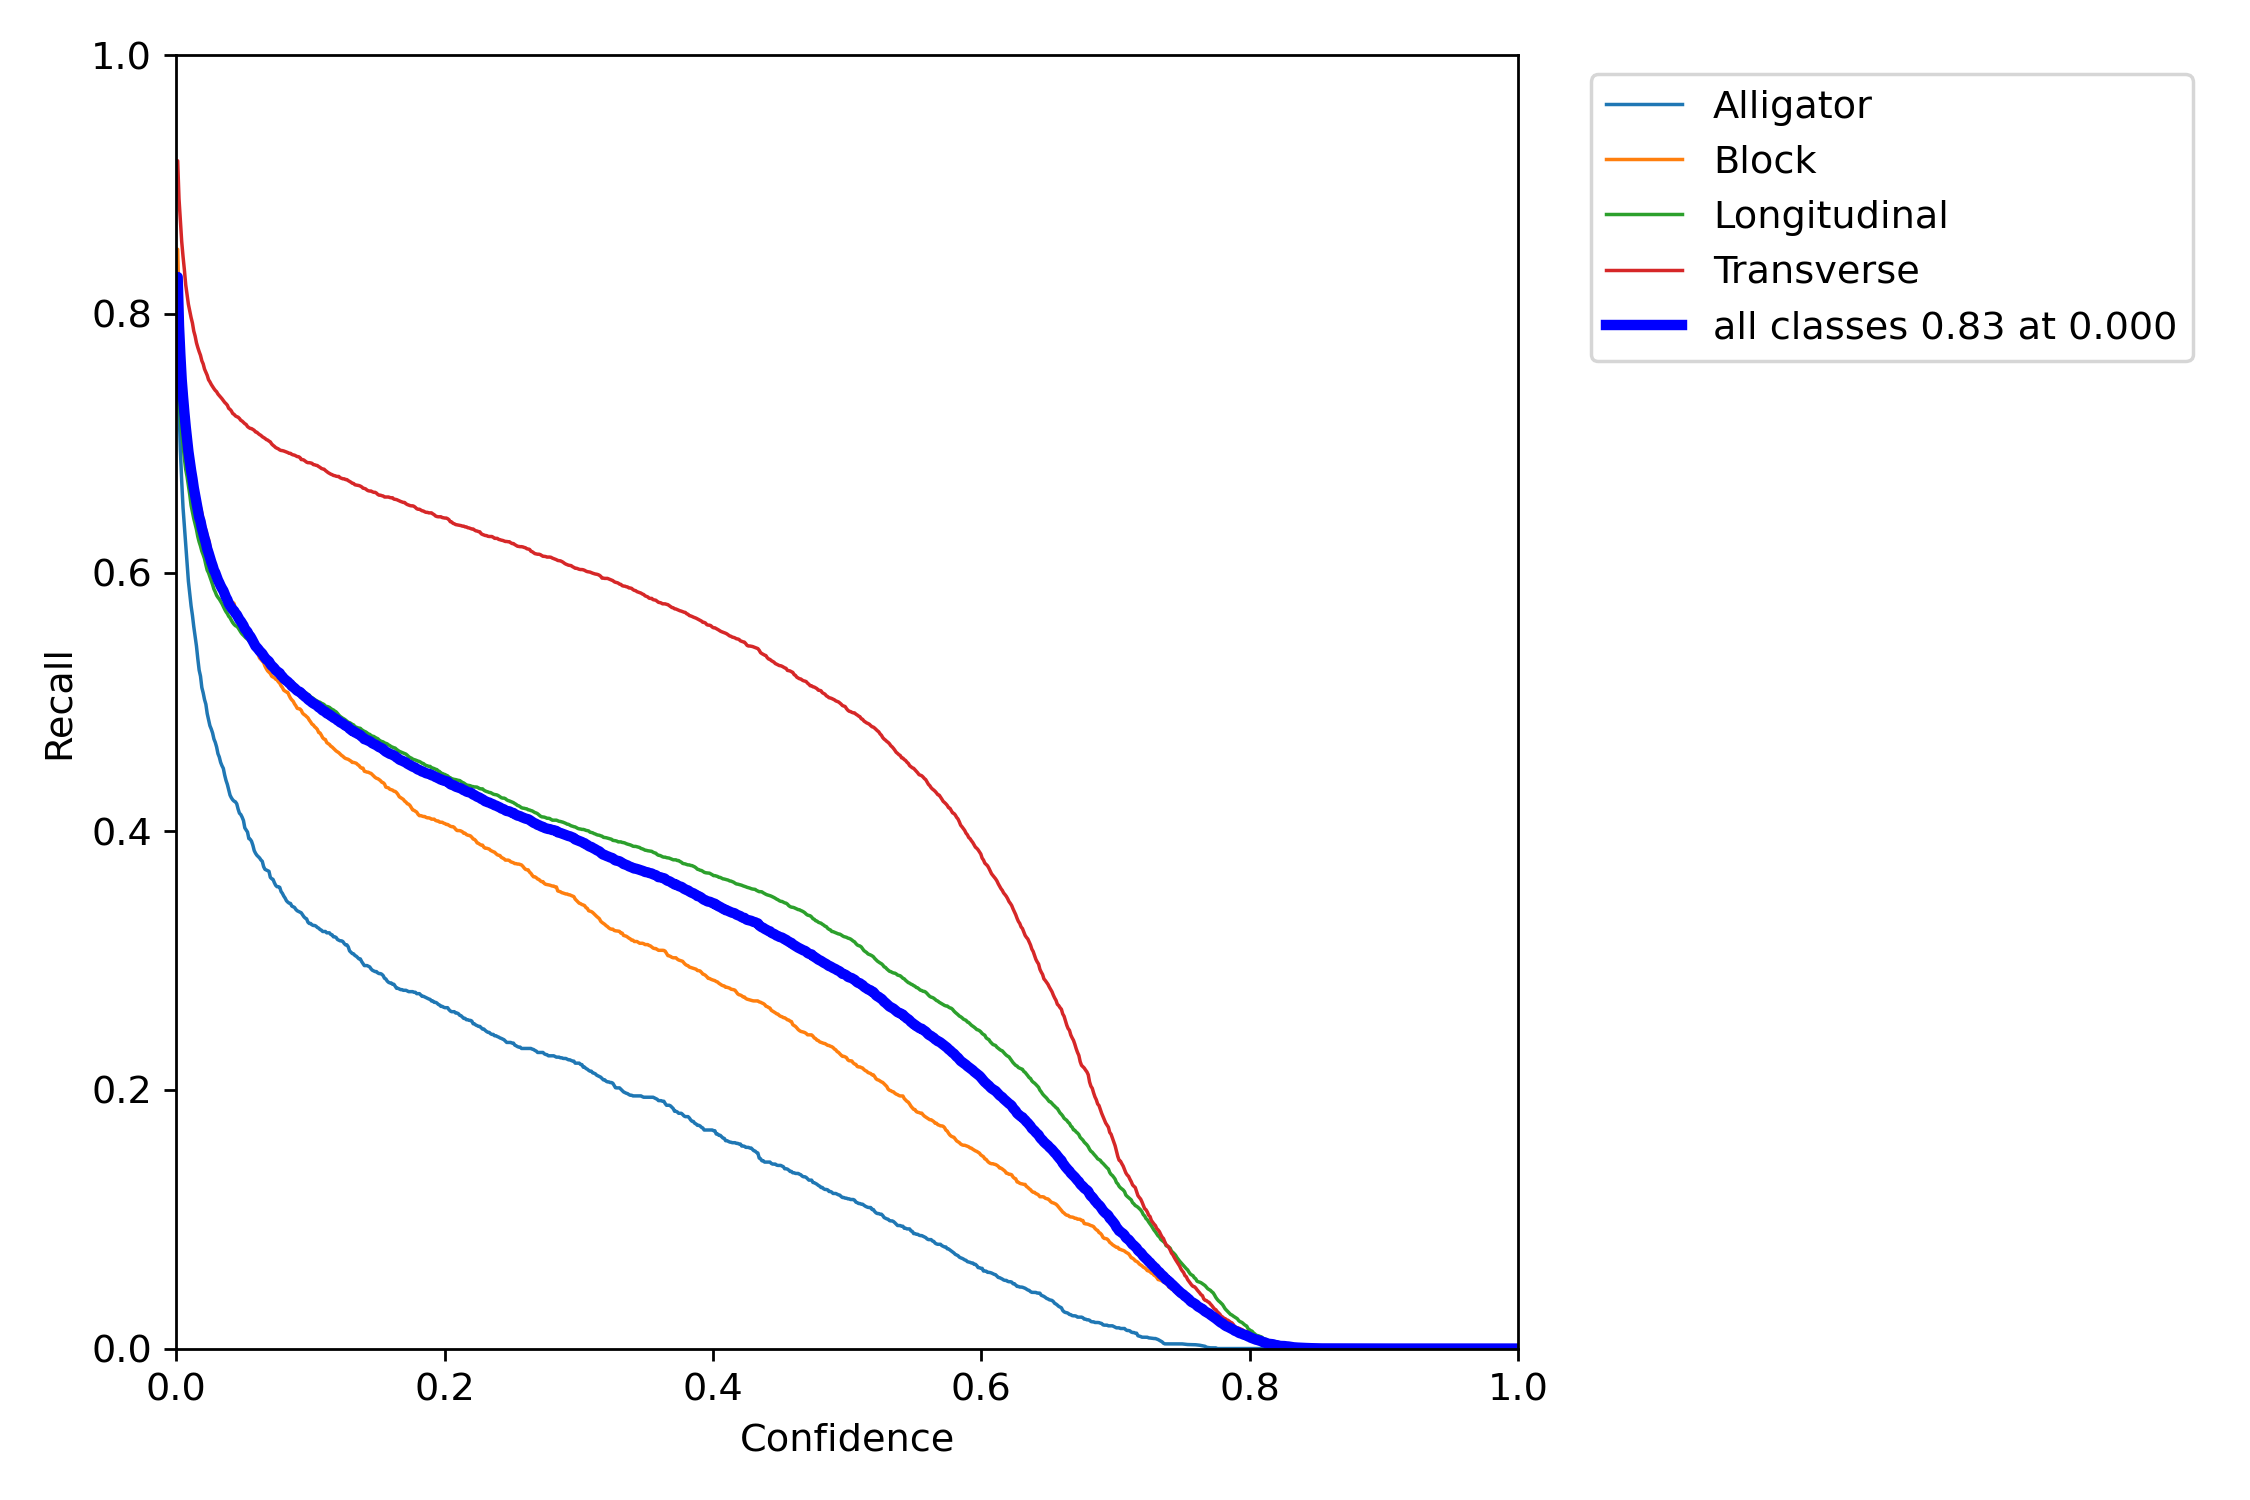 1.0
0.8
0.6
0.4
0.2
0.0
Recall
0.0 0.2 0.4 0.6 0.8 1.0
Confidence
Alligator
Block
Longitudinal
Transverse
all classes 0.83 at 0.000